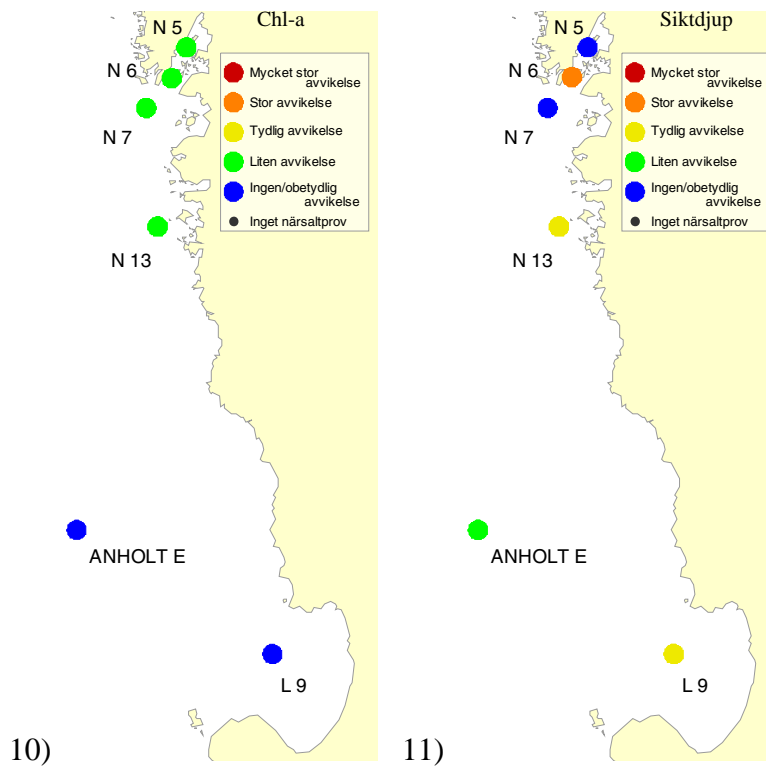 Chl-a
N 5
N 6
N 7
N 13
Mycket stor
avvikelse
Stor avvikelse
Tydlig avvikelse
Liten avvikelse
Ingen/obetydlig
avvikelse
Inget närsaltprov
ANHOLT E
L 9
10)
Siktdjup
N 5
N 6
N 7
N 13
Mycket stor
avvikelse
Stor avvikelse
Tydlig avvikelse
Liten avvikelse
Ingen/obetydlig
avvikelse
Inget närsaltprov
ANHOLT E
L 9
11)